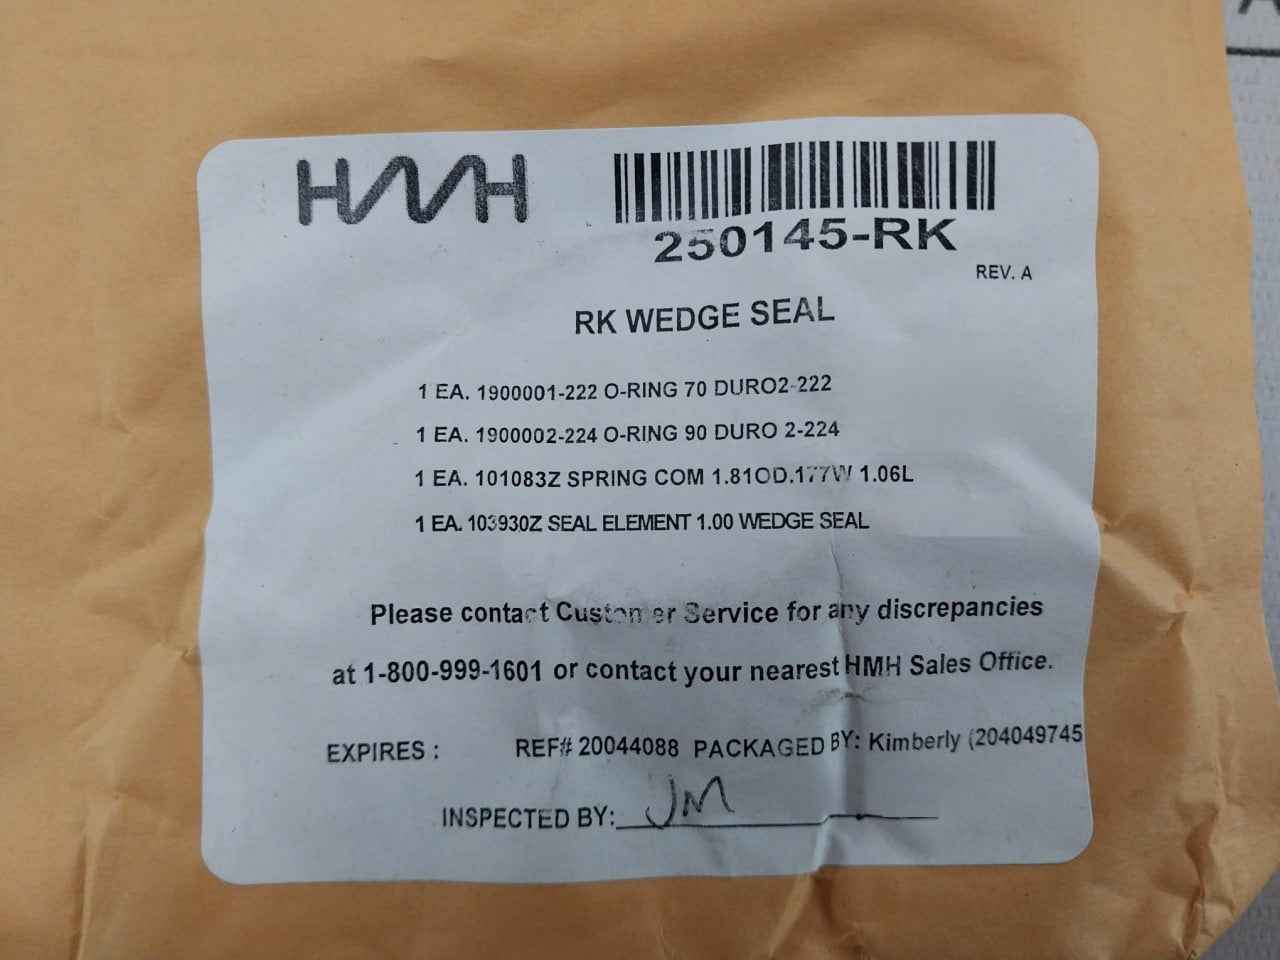 HMH
250145-RK
REV. A
RK WEDGE SEAL
1 EA. 1900001-222 O-RING 70 DURO2-222
1 EA. 1900002-224 O-RING 90 DURO 2-224
1 EA. 101083Z SPRING COM 1.81OD.177W 1.06L
1 EA. 103930Z SEAL ELEMENT 1.00 WEDGE SEAL
Please contact Customer Service for any discrepancies
at 1-800-999-1601 or contact your nearest HMH Sales Office.
EXPIRES : REF# 20044088 PACKAGED BY: Kimberly (204049745
INSPECTED BY: JM